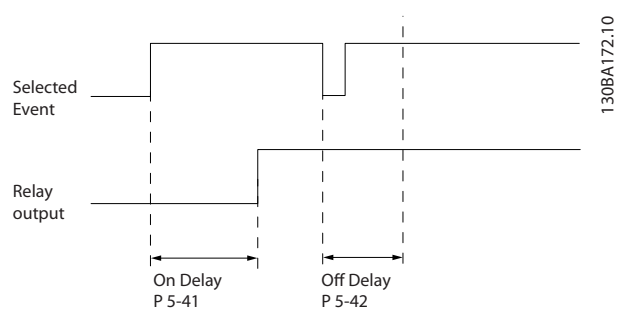 130BA172.10
Selected
Event
Relay
output
On Delay
P 5-41
Off Delay
P 5-42